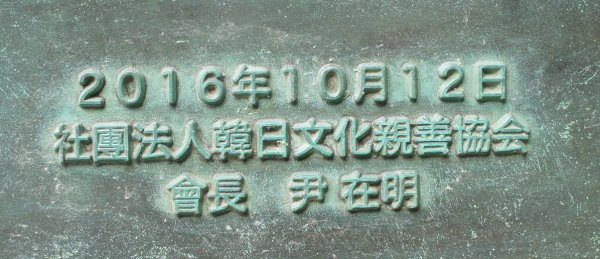 ２０１６年１０月１２日
社團法人韓日文化親善協会
會長　尹 在明